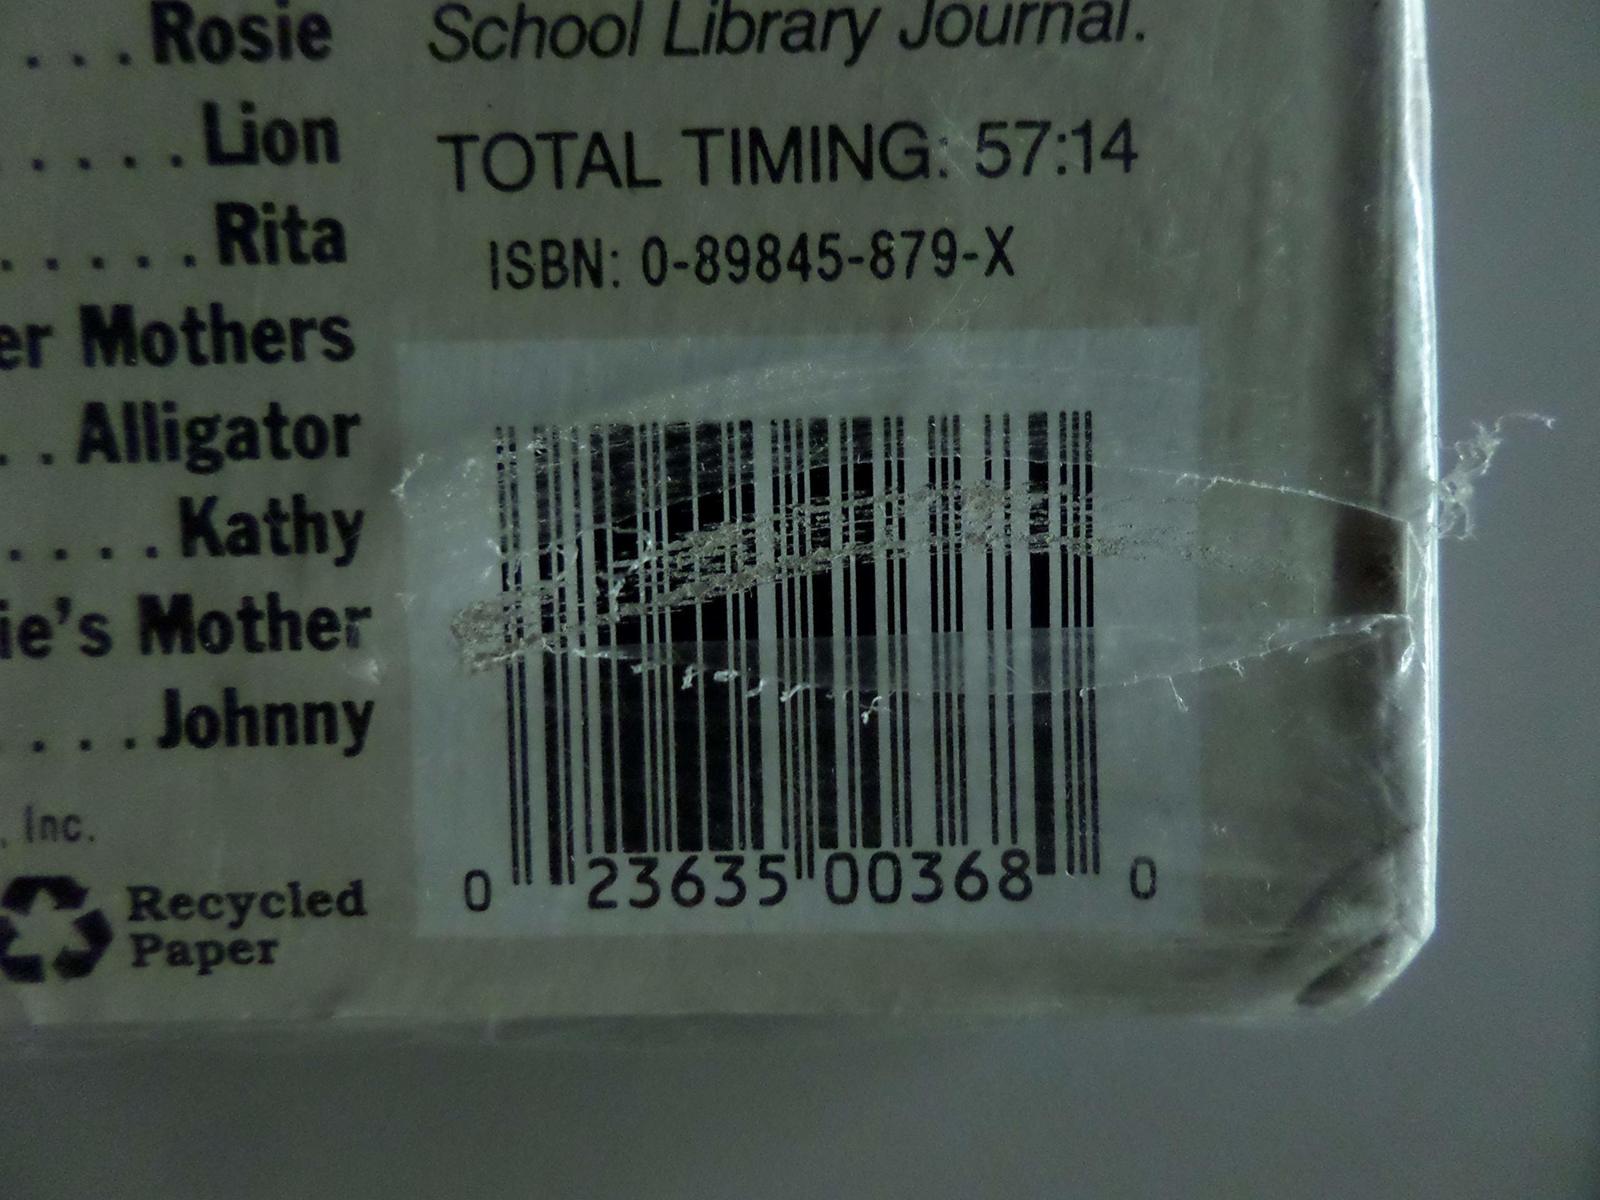 . . . Rosie
. . . . . Lion
. . . . . Rita
er Mothers
. . Alligator
. . . . Kathy
ie's Mother
. . . . Johnny
, Inc.
Recycled
Paper
School Library Journal.
TOTAL TIMING: 57:14
ISBN: 0-89845-879-X
0 23635 00368 0